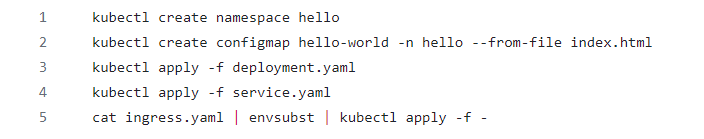 1 kubectl create namespace hello
2 kubectl create configmap hello-world -n hello --from-file index.html
3 kubectl apply -f deployment.yaml
4 kubectl apply -f service.yaml
5 cat ingress.yaml | envsubst | kubectl apply -f -